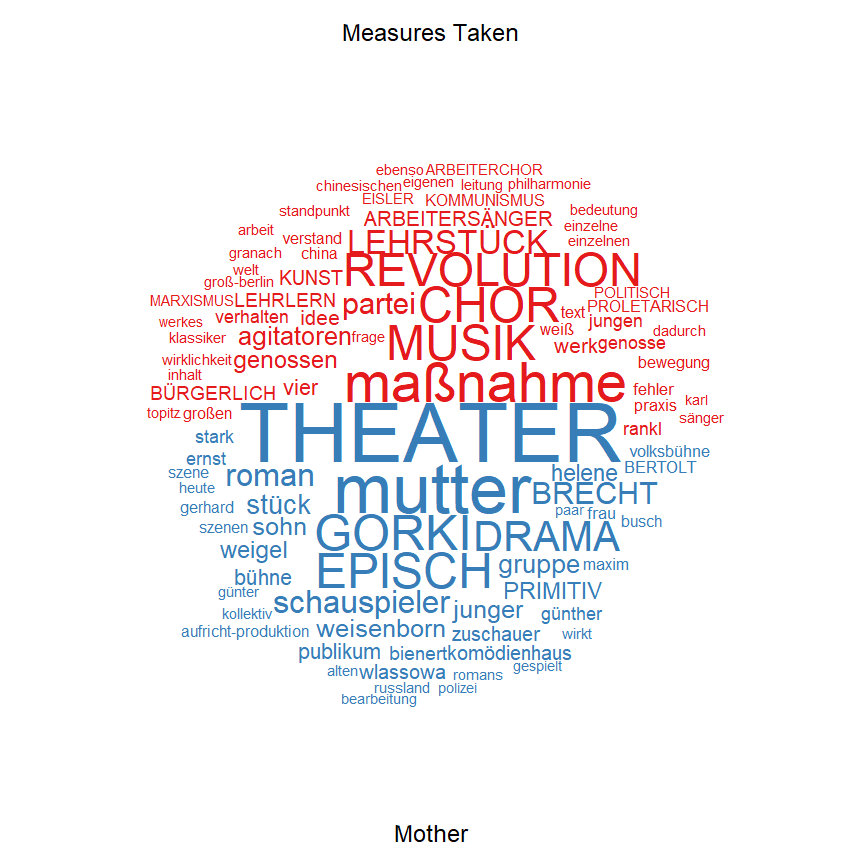 Measures Taken
ebenso ARBEITERCHOR
chinesischen eigenen leitung philharmonie
EISLER KOMMUNISMUS
standpunkt ARBEITERSÄNGER bedeutung
arbeit verstand LEHRSTÜCK einzelne
einzelnen
granach china REVOLUTION
welt
groß-berlin KUNST POLITISCH
MARXISMUS LEHRLERN partei CHOR text PROLETARISCH
werkes verhalten idee weiß jungen
klassiker agitatoren frage MUSIK werk genosse dadurch
wirklichkeit genossen bewegung
inhalt
BÜRGERLICH vier maßnahme fehler
topitz großen praxis karl
sänger
stark THEATER rankl
ernst volksbühne
szene roman mutter helene BERTOLT
heute BRECHT
gerhard stück paar frau
szenen sohn GORKI DRAMA busch
weigel
bühne EPISCH gruppe maxim
günter schauspieler PRIMITIV
kollektiv junger günther
aufricht-produktion weisenborn zuschauer wirkt
publikum bienert komödienhaus
alten wlassowa romans gespielt
russland polizei
bearbeitung
Mother